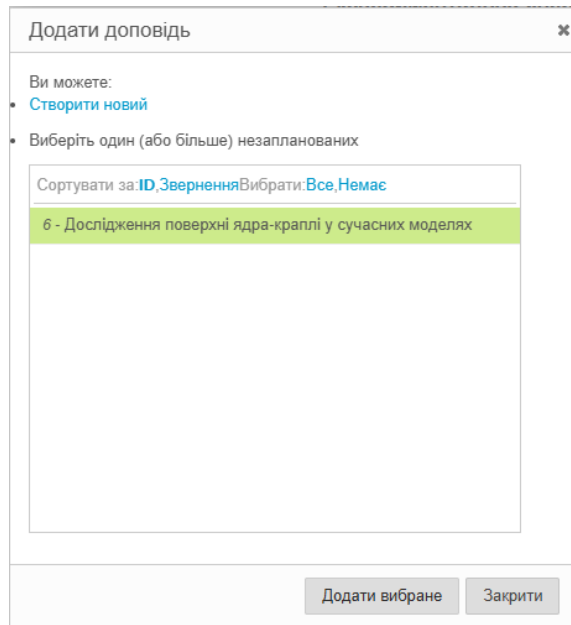 Додати доповідь
Ви можете:
Створити новий
Виберіть один (або більше) незапланованих
Сортувати за:ID,ЗверненняВибрати:Все,Немає
6 - Дослідження поверхні ядра-краплі у сучасних моделях
Додати вибране Закрити